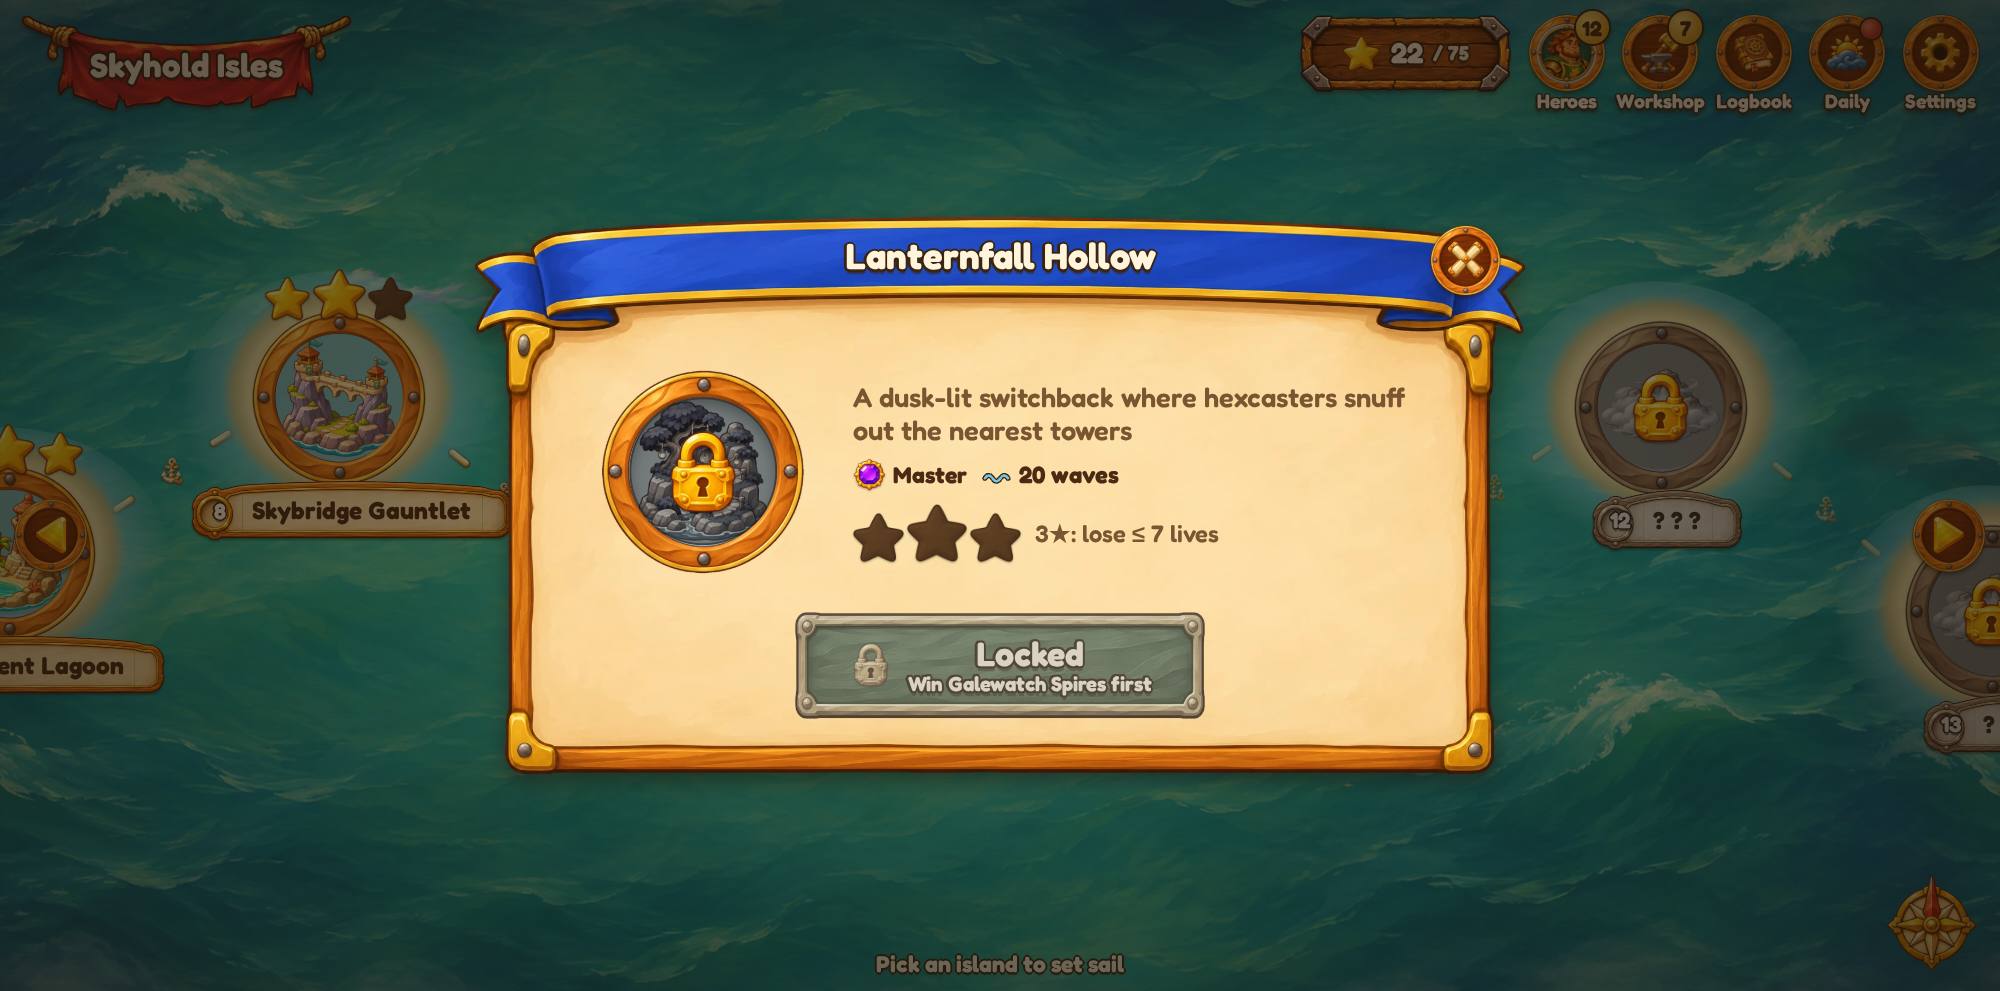 Skyhold Isles
22 / 75
12
7
Heroes
Workshop
Logbook
Daily
Settings
Lanternfall Hollow
A dusk-lit switchback where hexcasters snuff
out the nearest towers
Master
20 waves
3★: lose ≤ 7 lives
Locked
Win Galewatch Spires first
8
Skybridge Gauntlet
Lagoon
12
? ? ?
13
?
Pick an island to set sail